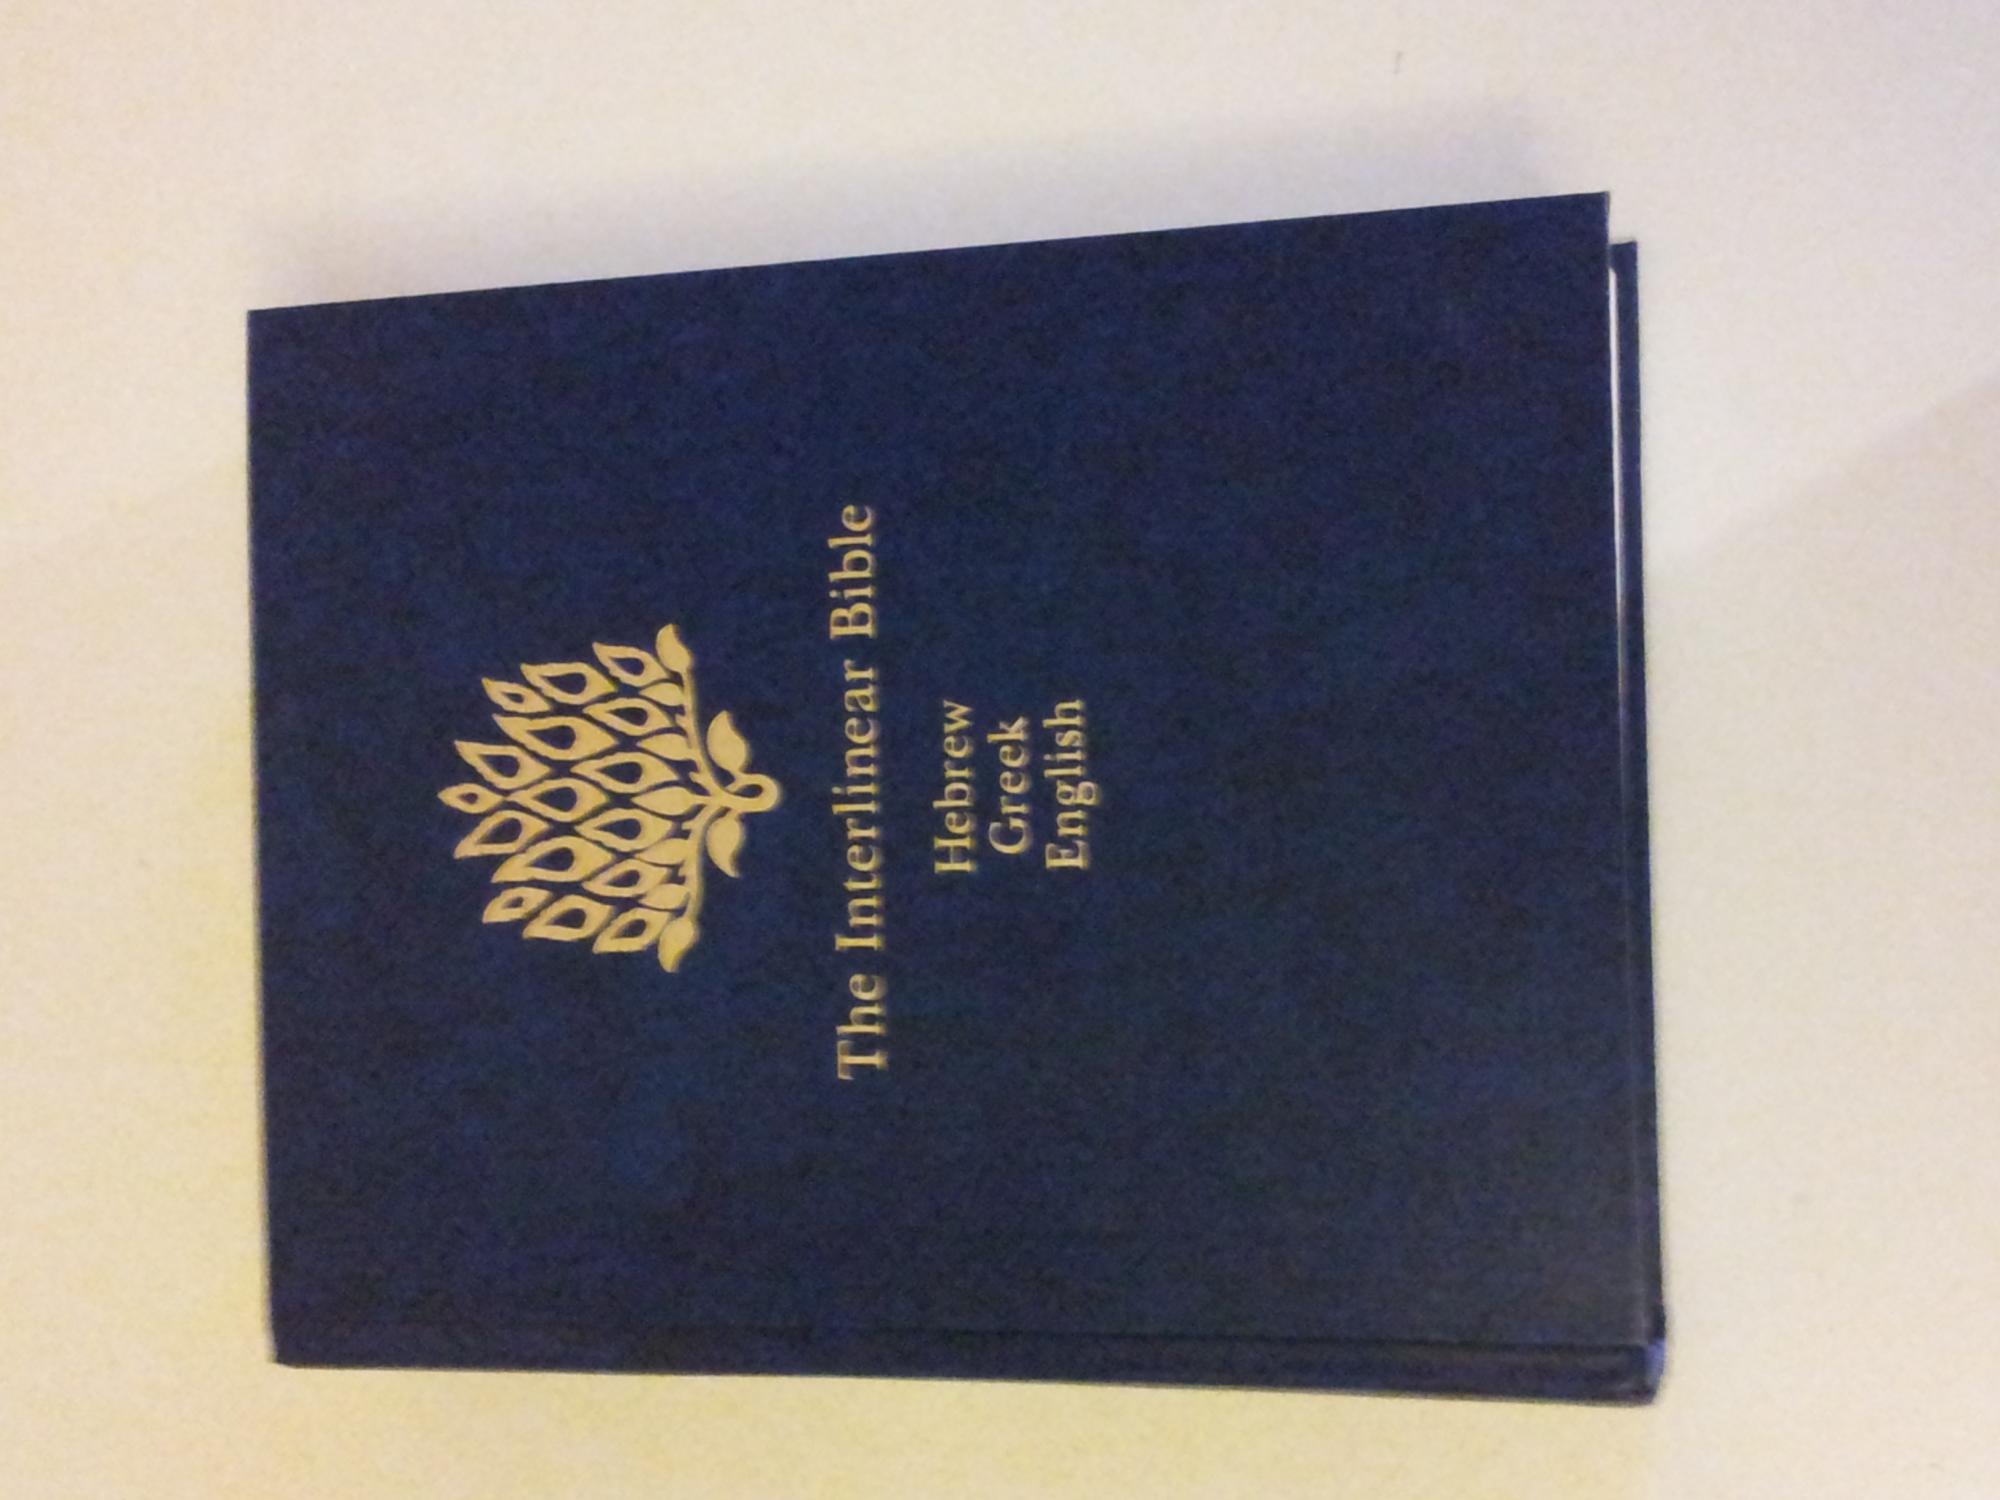 The Interlinear Bible
Hebrew
Greek
English